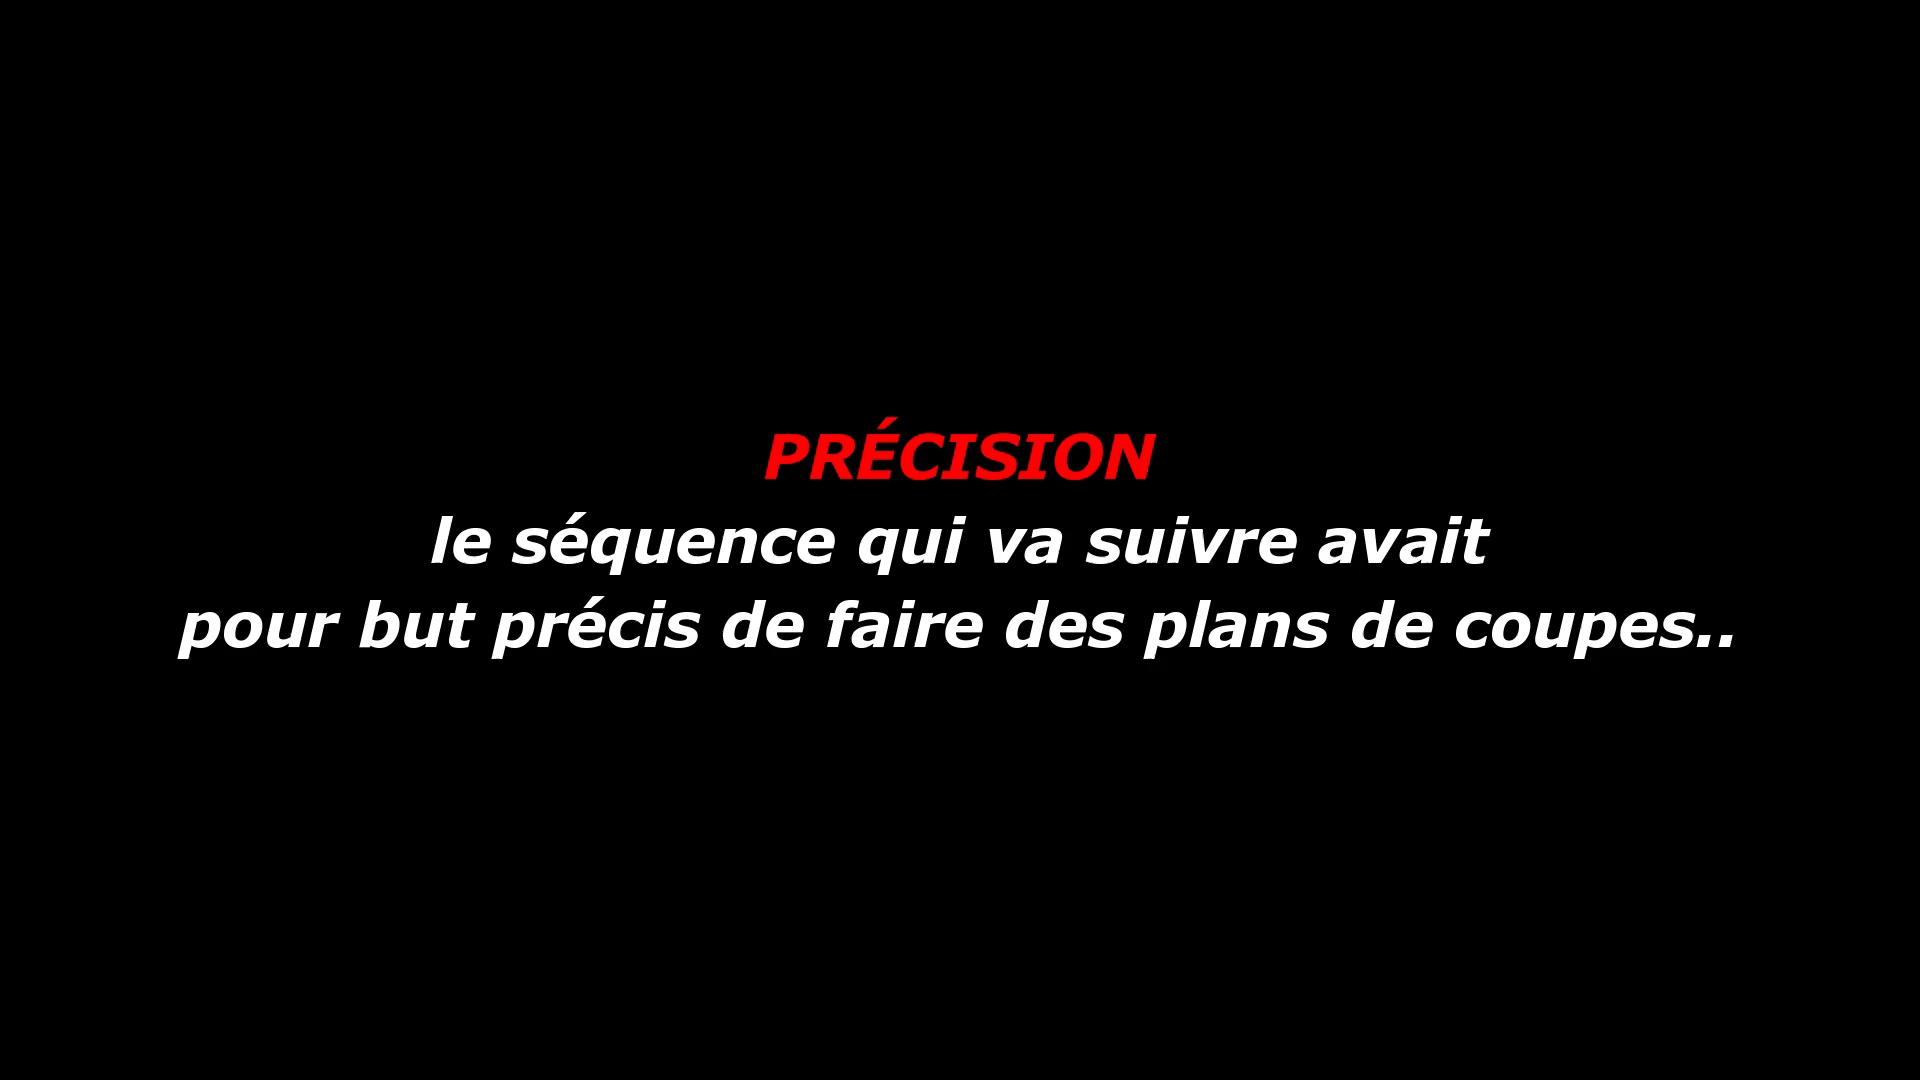 PRÉCISION
le séquence qui va suivre avait
pour but précis de faire des plans de coupes..